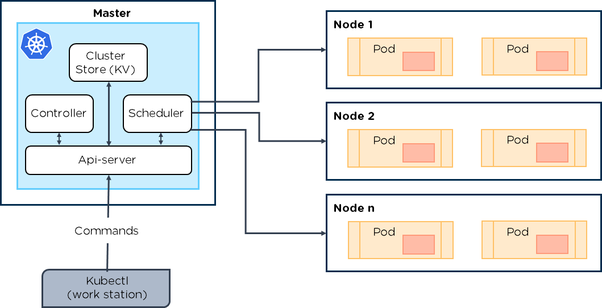 Master
Cluster
Store (KV)
Controller
Scheduler
Api-server
Commands
Kubectl
(work station)
Node 1
Pod
Pod
Node 2
Pod
Pod
Node n
Pod
Pod